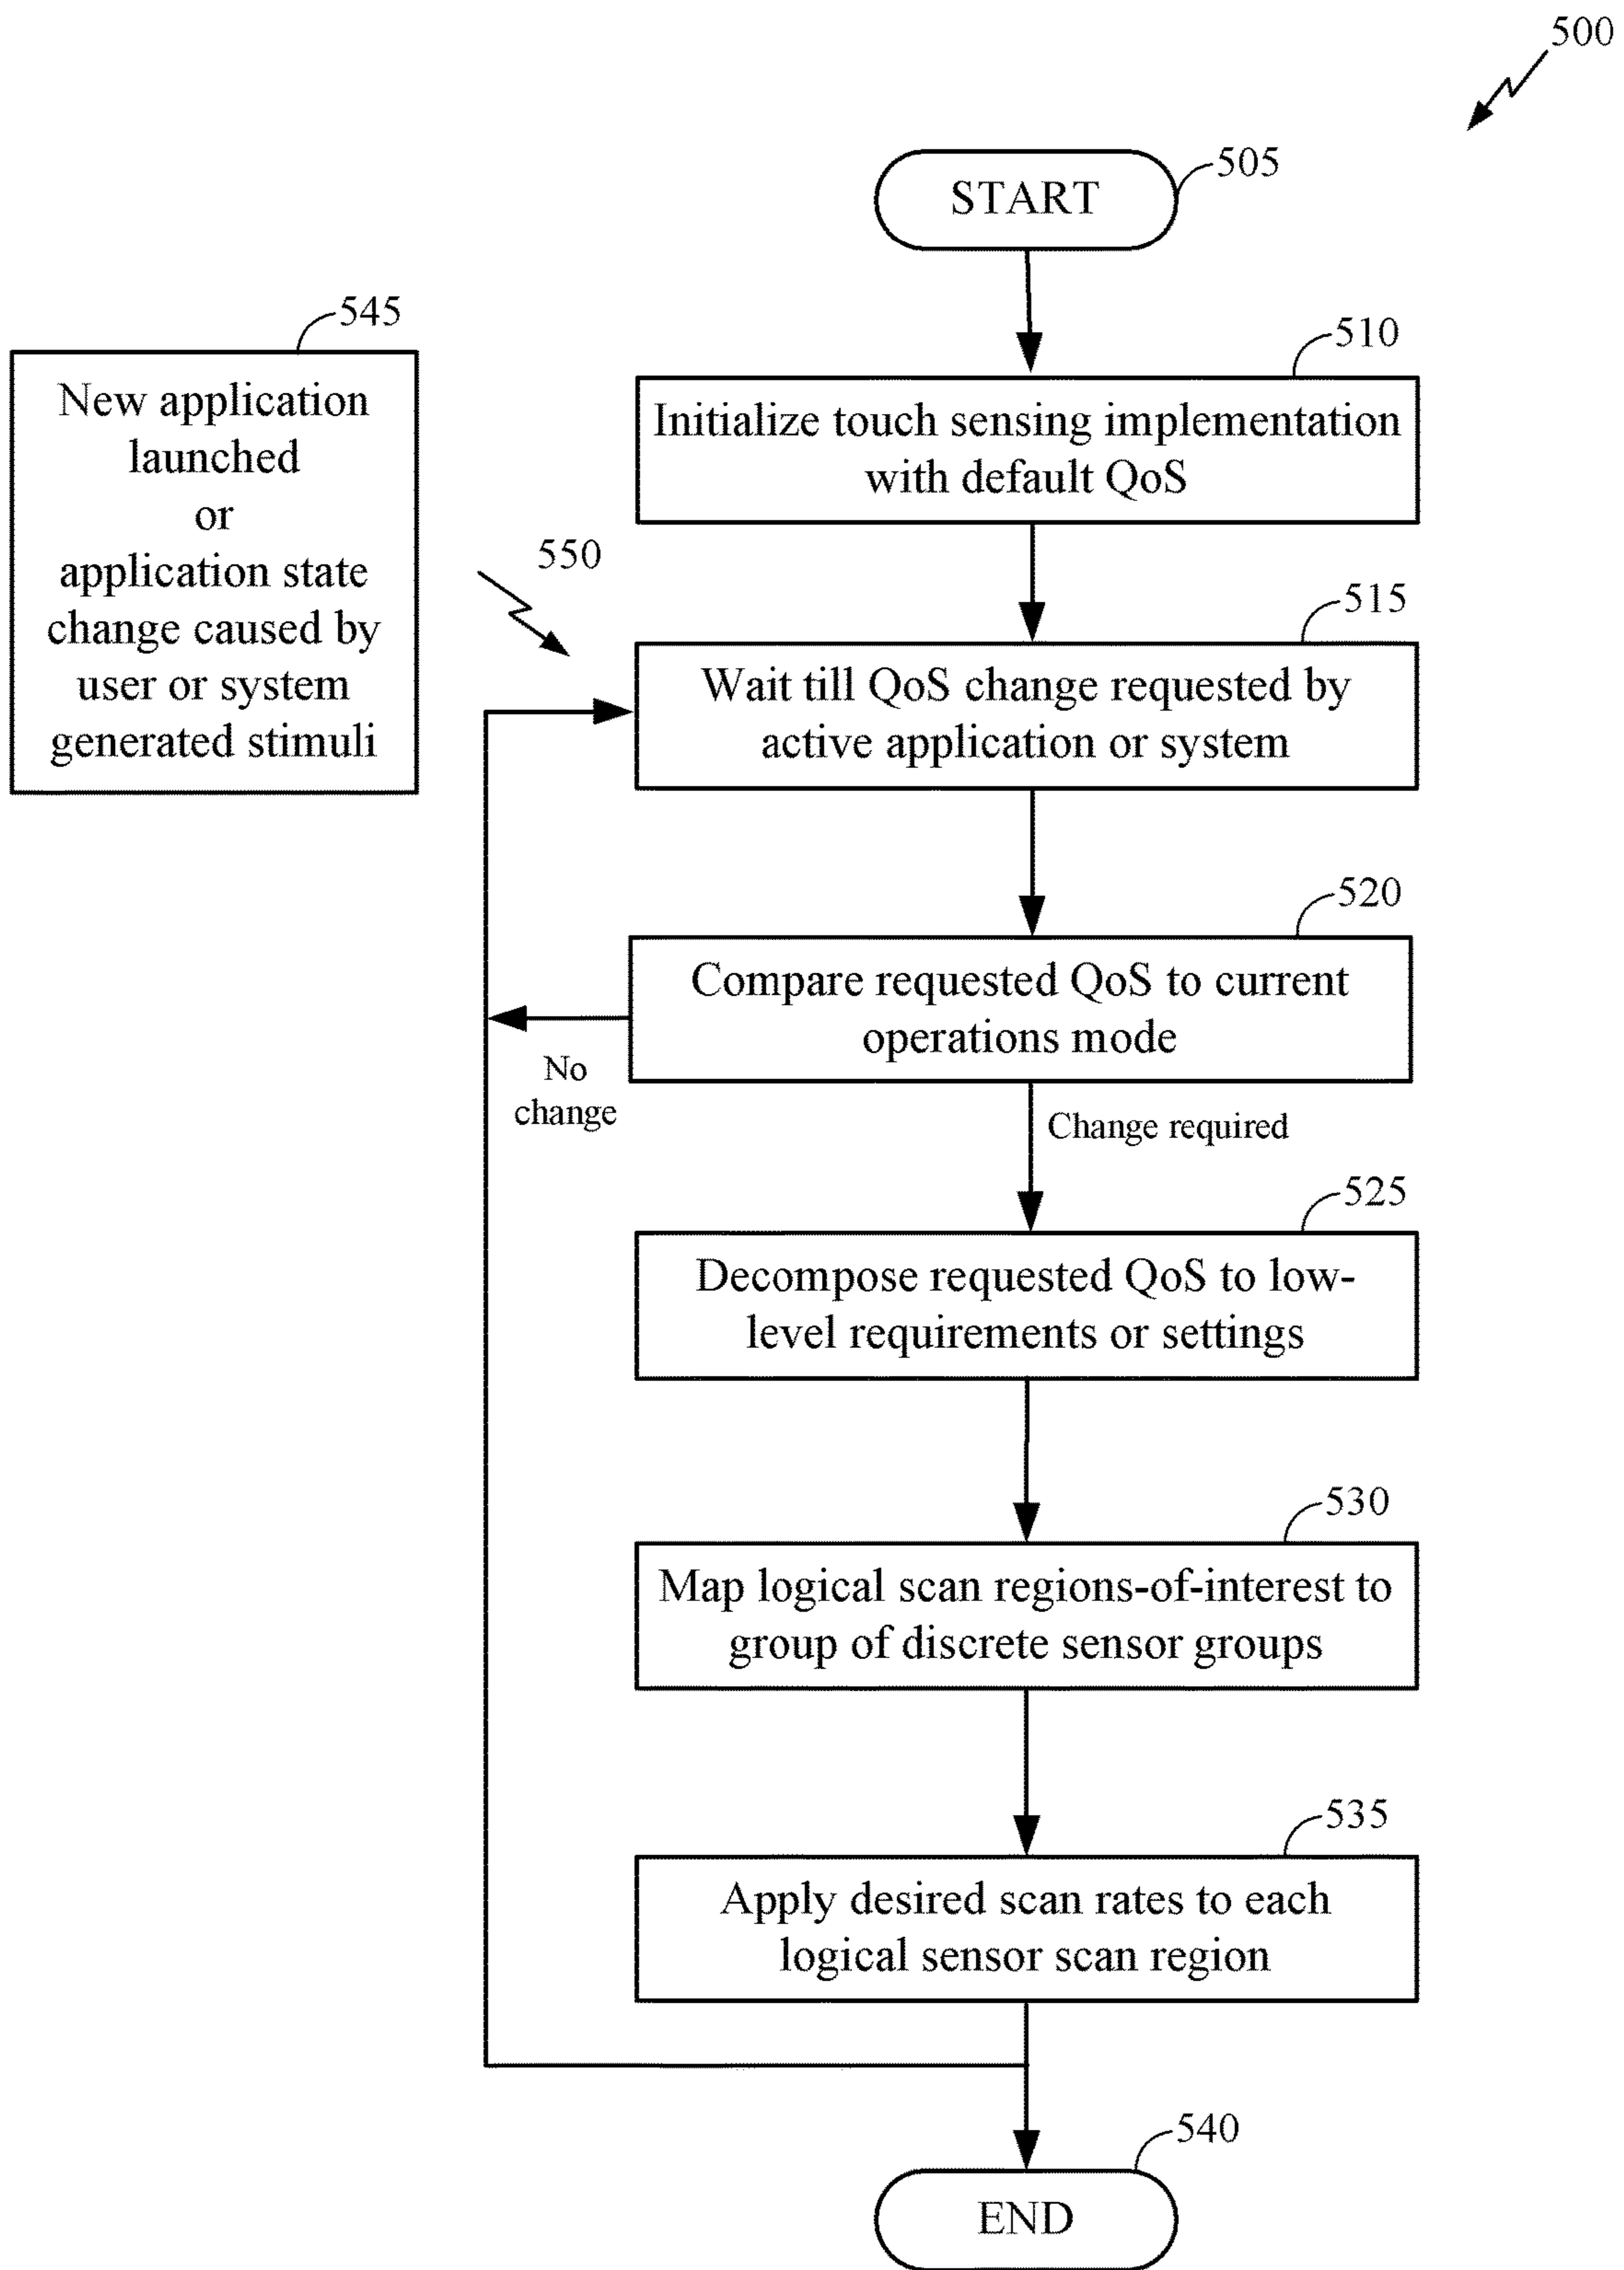 500
START
505
545
New application
launched
or
application state
change caused by
user or system
generated stimuli
510
Initialize touch sensing implementation
with default QoS
550
515
Wait till QoS change requested by
active application or system
520
Compare requested QoS to current
operations mode
No
change
Change required
525
Decompose requested QoS to low-
level requirements or settings
530
Map logical scan regions-of-interest to
group of discrete sensor groups
535
Apply desired scan rates to each
logical sensor scan region
540
END